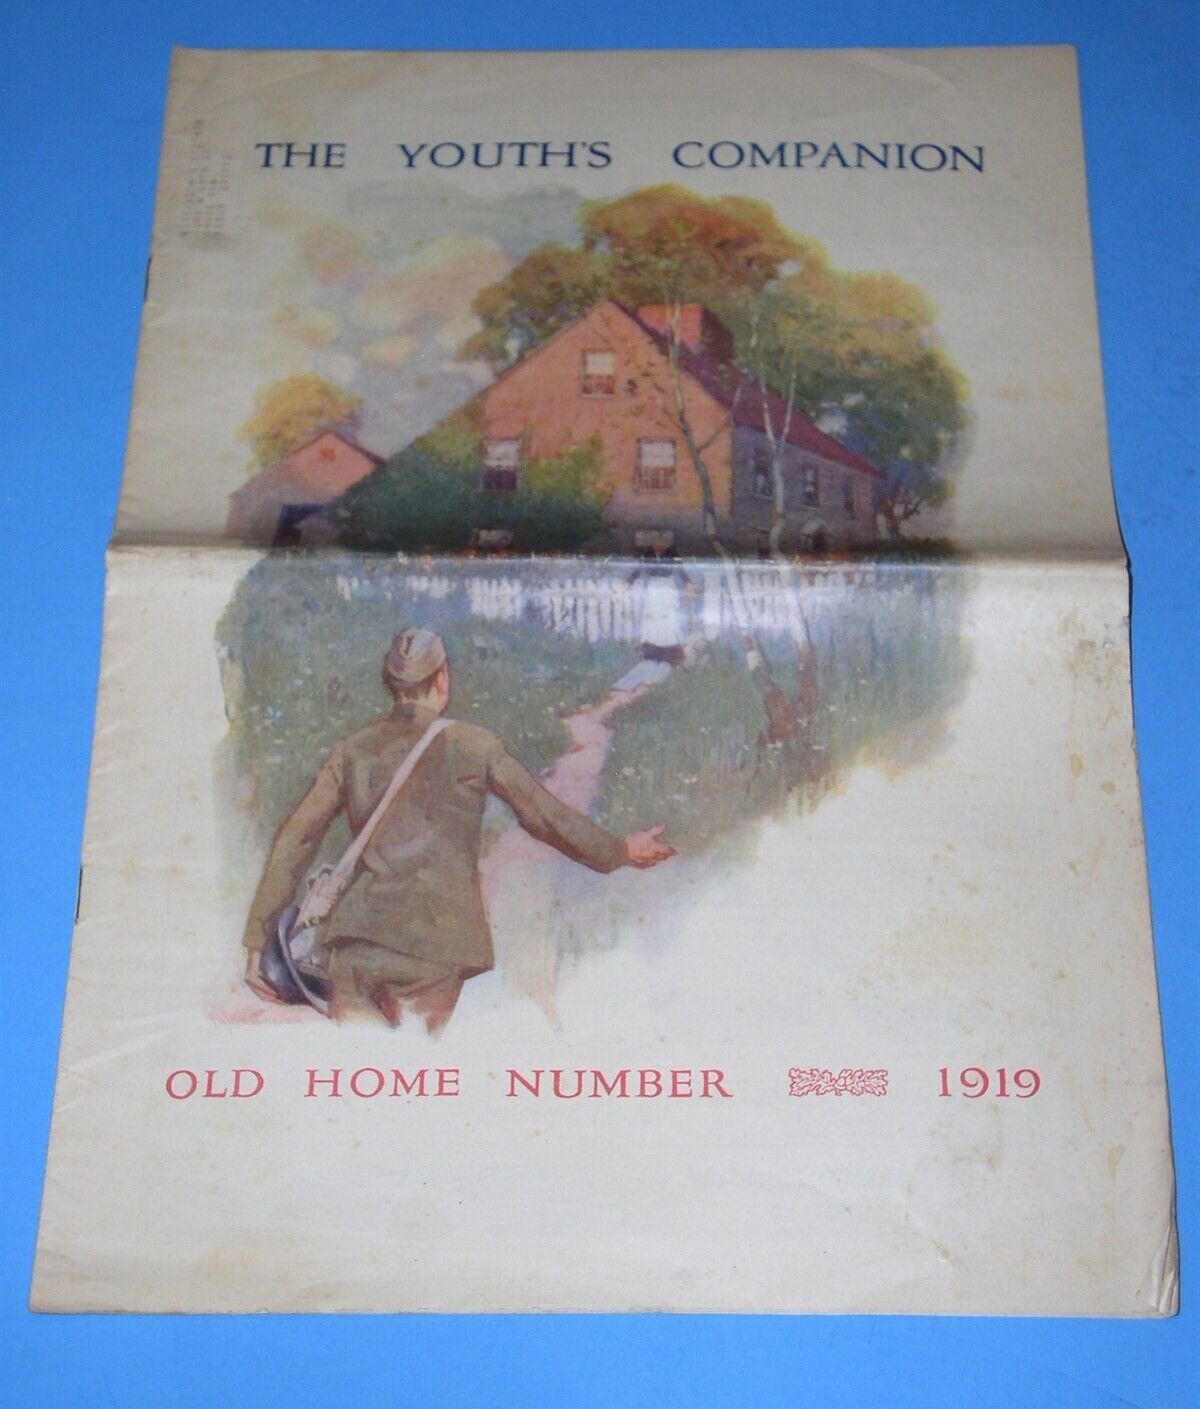 THE YOUTH'S COMPANION
OLD HOME NUMBER 1919